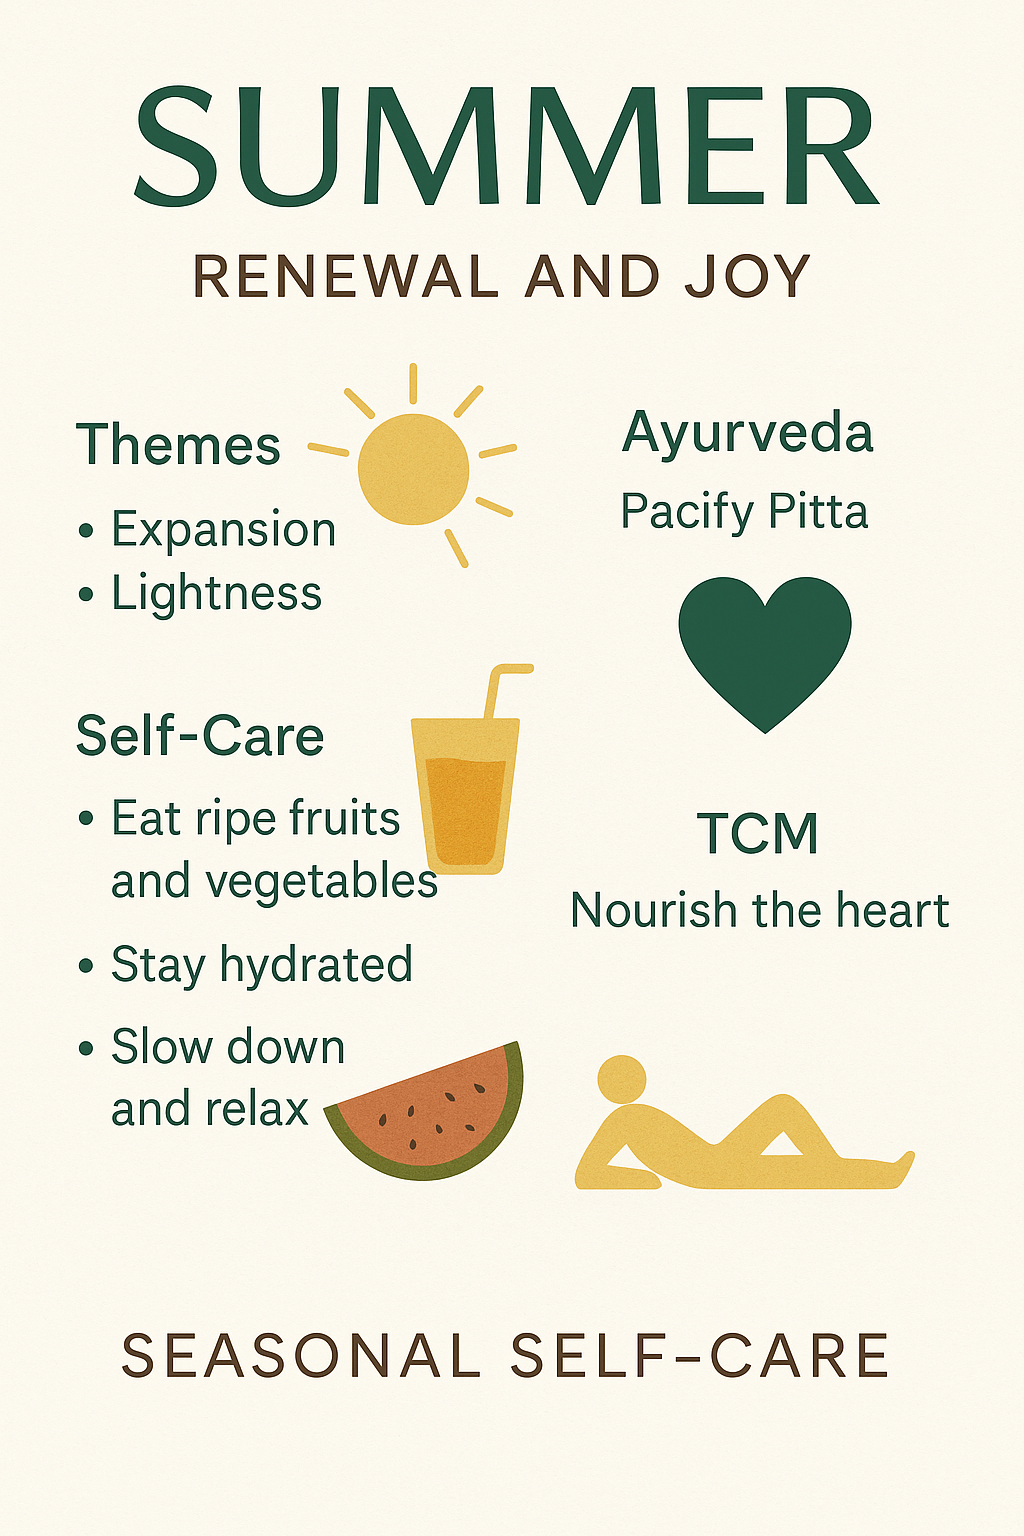 SUMMER
RENEWAL AND JOY
Themes
• Expansion
• Lightness
Self-Care
• Eat ripe fruits
and vegetables
• Stay hydrated
• Slow down
and relax
Ayurveda
Pacify Pitta
TCM
Nourish the heart
SEASONAL SELF-CARE